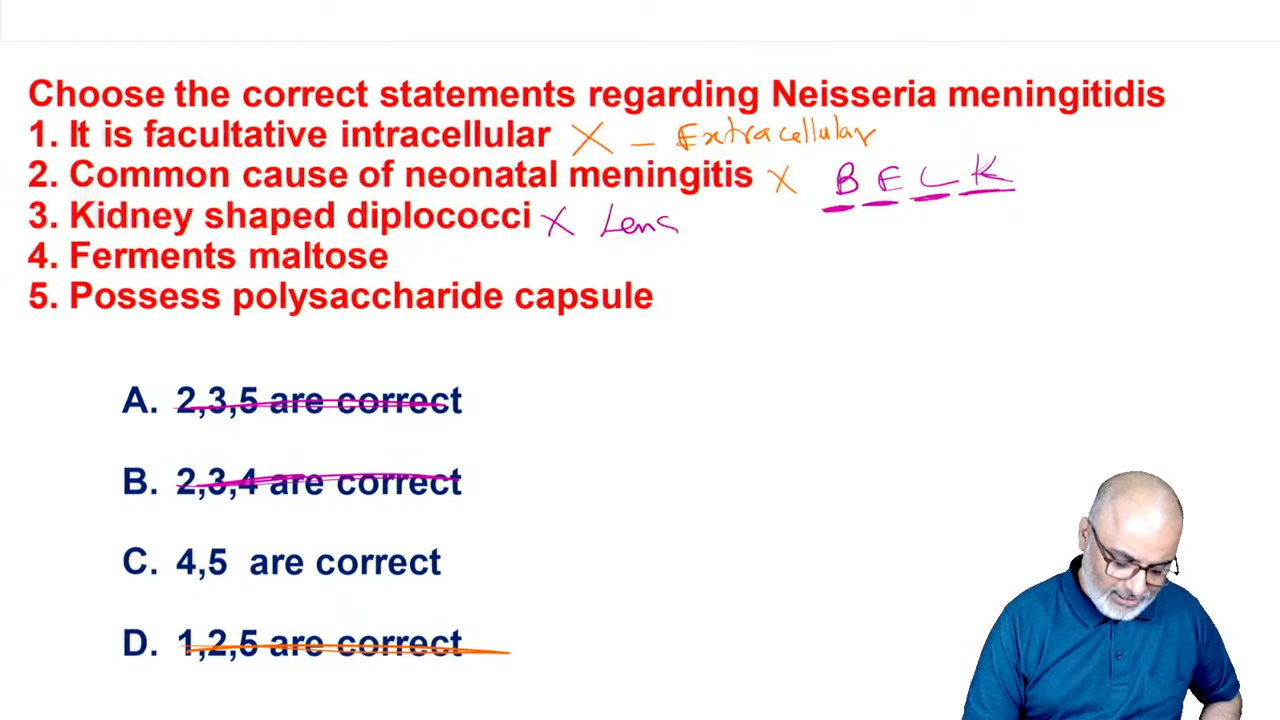 Choose the correct statements regarding Neisseria meningitidis
1. It is facultative intracellular X - Extracellular
2. Common cause of neonatal meningitis X B E L K
3. Kidney shaped diplococci X Lens
4. Ferments maltose
5. Possess polysaccharide capsule
A. 2,3,5 are correct
B. 2,3,4 are correct
C. 4,5 are correct
D. 1,2,5 are correct